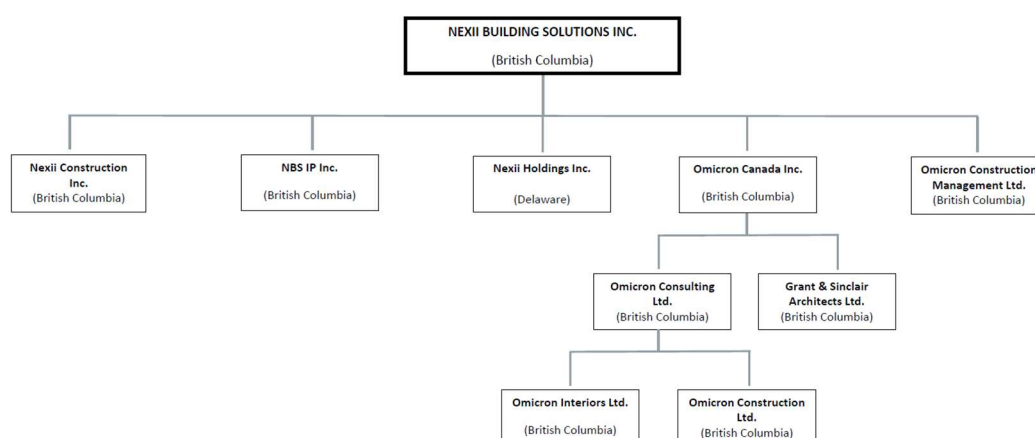 NEXII BUILDING SOLUTIONS INC.
(British Columbia)
Nexii Construction
Inc.
(British Columbia)
NBS IP Inc.
(British Columbia)
Nexii Holdings Inc.
(Delaware)
Omicron Canada Inc.
(British Columbia)
Omicron Construction
Management Ltd.
(British Columbia)
Omicron Consulting
Ltd.
(British Columbia)
Grant & Sinclair
Architects Ltd.
(British Columbia)
Omicron Interiors Ltd.
(British Columbia)
Omicron Construction
Ltd.
(British Columbia)